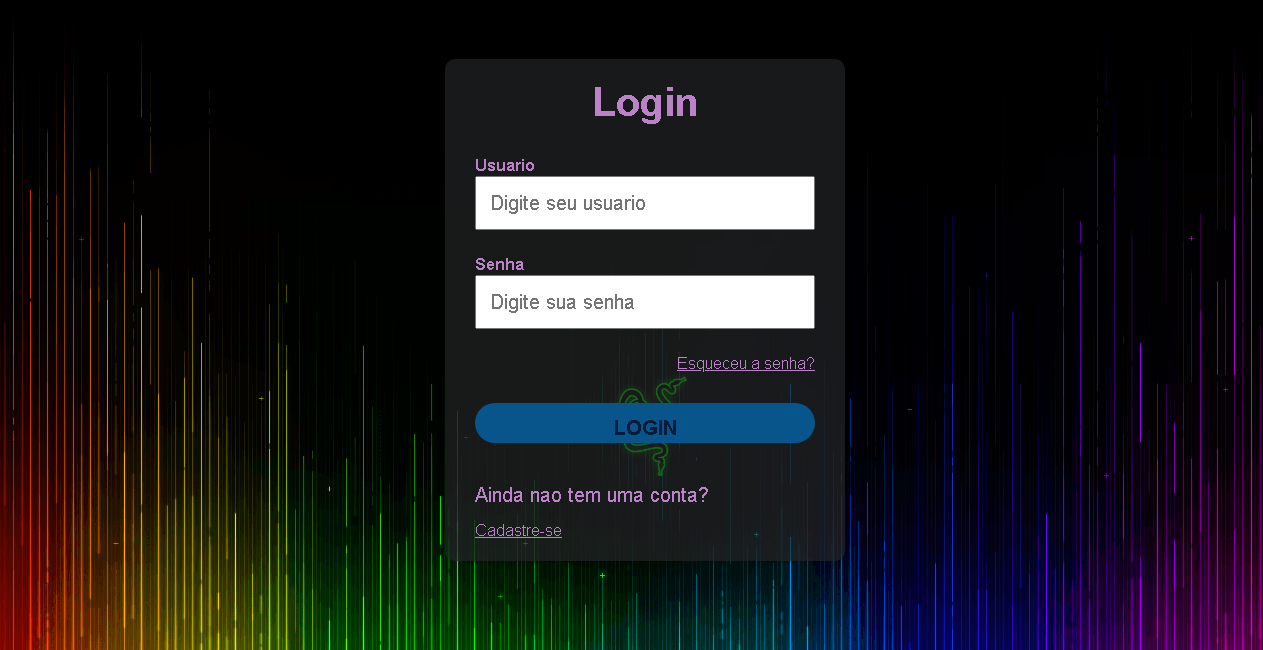 Login
Usuario
Digite seu usuario
Senha
Digite sua senha
Esqueceu a senha?
LOGIN
Ainda nao tem uma conta?
Cadastre-se